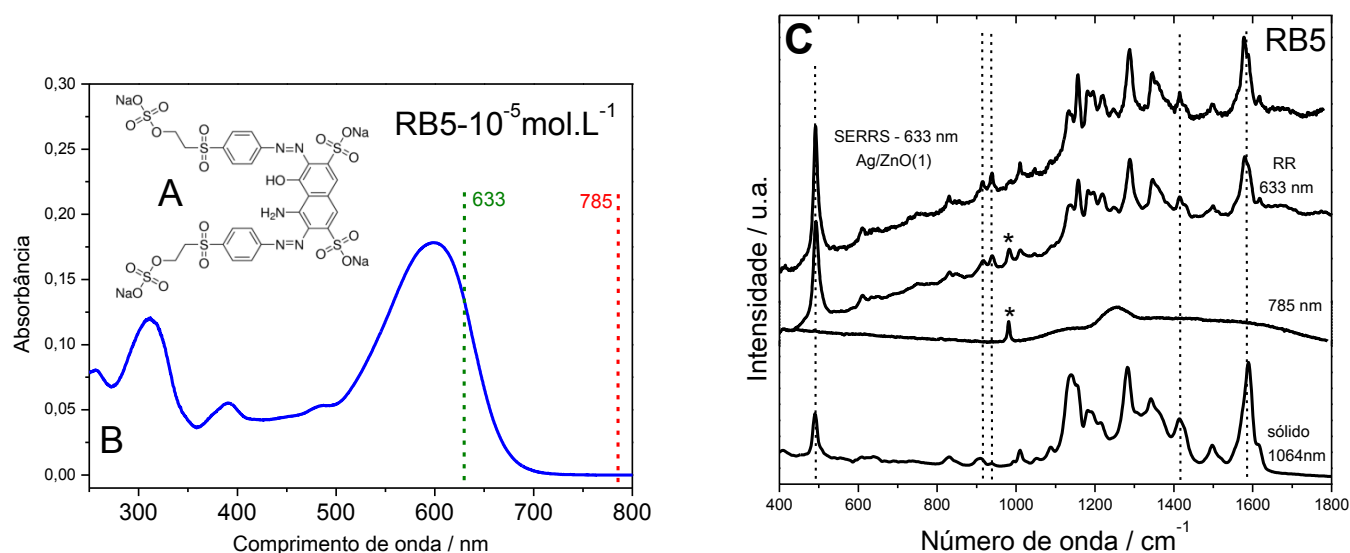 0,30
0,25
0,20
0,15
0,10
0,05
0,00
Absorbância
300 400 500 600 700 800
Comprimento de onda / nm
A
B
RB5-10⁻⁵mol.L⁻¹
633
785
NaO
S
O
O
O
S
O
O
N=N
HO
H₂N
O
S
ONa
O
O
S
ONa
O
N=N
S
O
O
O
S
O
O
NaO
C
RB5
SERRS - 633 nm
Ag/ZnO(1)
RR
633 nm
*
785 nm
*
sólido
1064nm
Intensidade / u.a.
400 600 800 1000 1200 1400 1600 1800
Número de onda / cm⁻¹